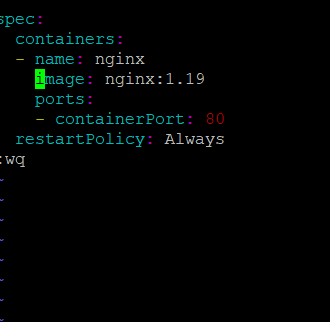 spec:
  containers:
  - name: nginx
    image: nginx:1.19
    ports:
    - containerPort: 80
  restartPolicy: Always
:wq
~
~
~
~
~
~
~
~